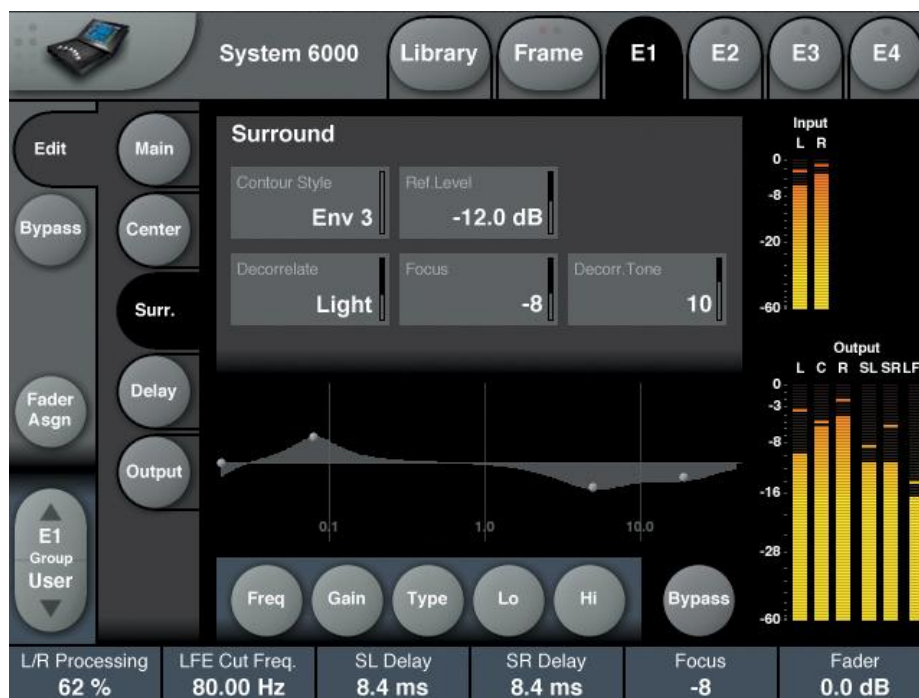 System 6000
Library
Frame
E1
E2
E3
E4
Edit
Bypass
Fader
Asgn
E1
Group
User
Main
Center
Surr.
Delay
Output
Surround
Contour Style
Env 3
Ref.Level
-12.0 dB
Decorrelate
Light
Focus
-8
Decorr.Tone
10
0.1
1.0
10.0
Freq
Gain
Type
Lo
Hi
Bypass
Input
L R
0
-8
-20
-60
Output
L C R SL SR LF
0
-3
-8
-16
-28
-60
L/R Processing
62 %
LFE Cut Freq.
80.00 Hz
SL Delay
8.4 ms
SR Delay
8.4 ms
Focus
-8
Fader
0.0 dB